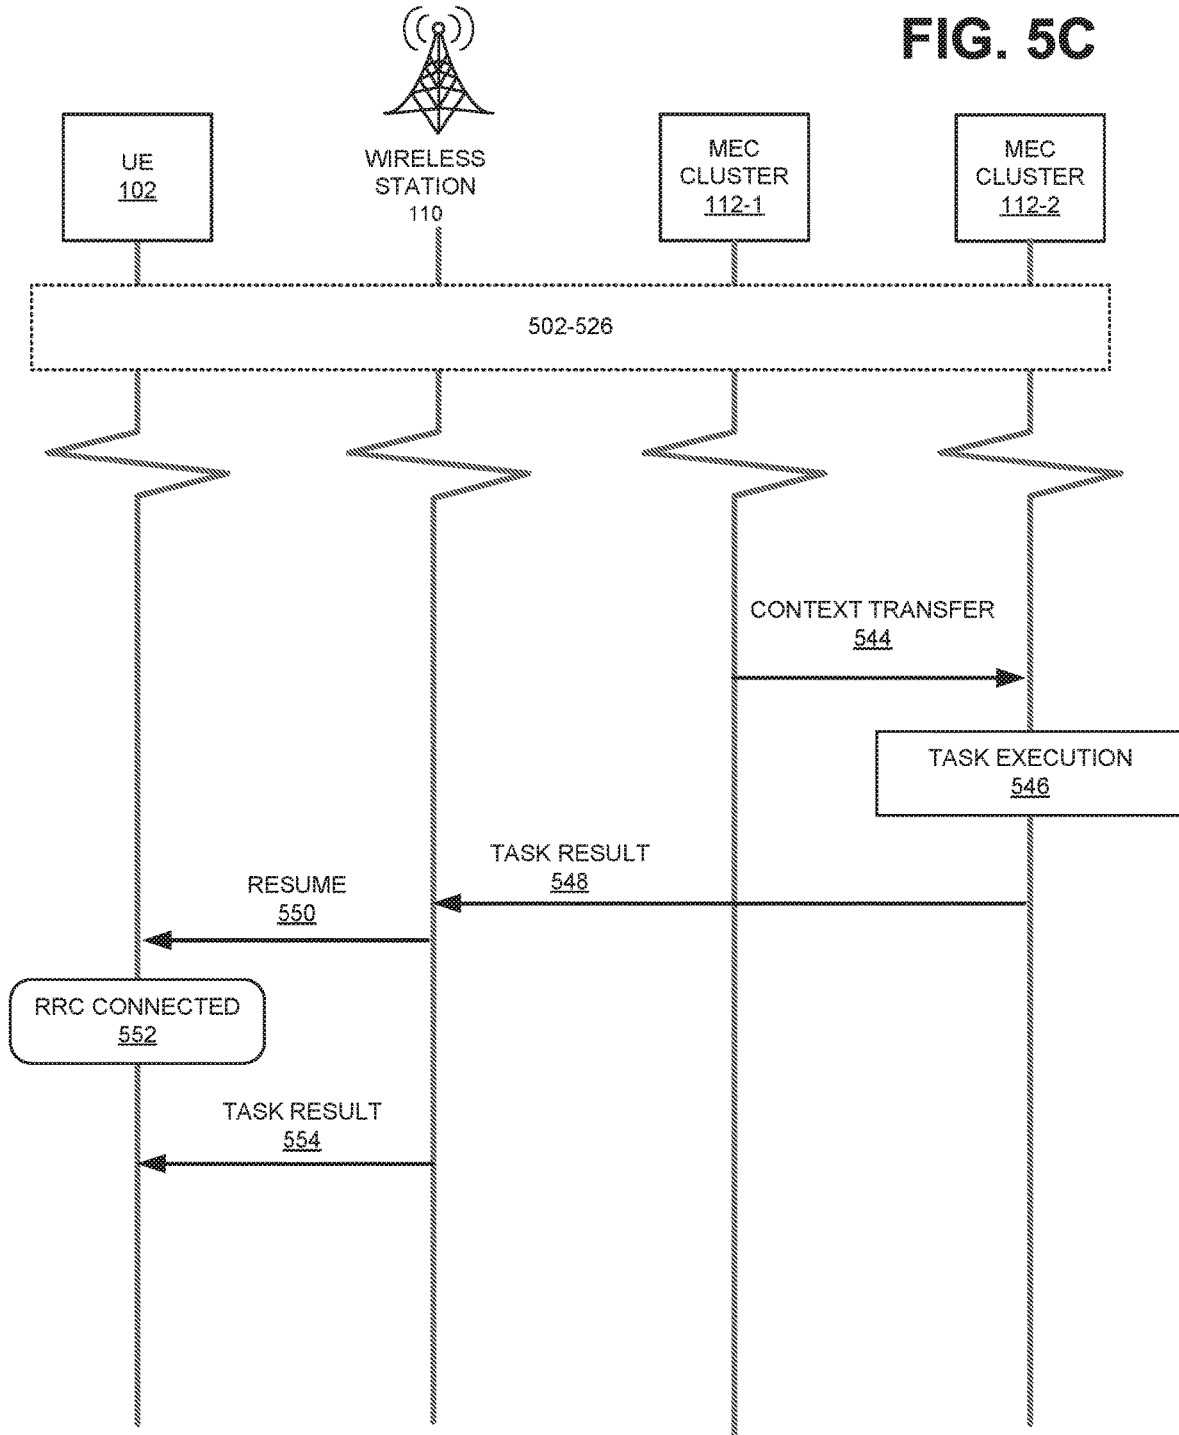 FIG. 5C
UE
102
WIRELESS
STATION
110
MEC
CLUSTER
112-1
MEC
CLUSTER
112-2
502-526
CONTEXT TRANSFER
544
TASK EXECUTION
546
TASK RESULT
548
RESUME
550
RRC CONNECTED
552
TASK RESULT
554